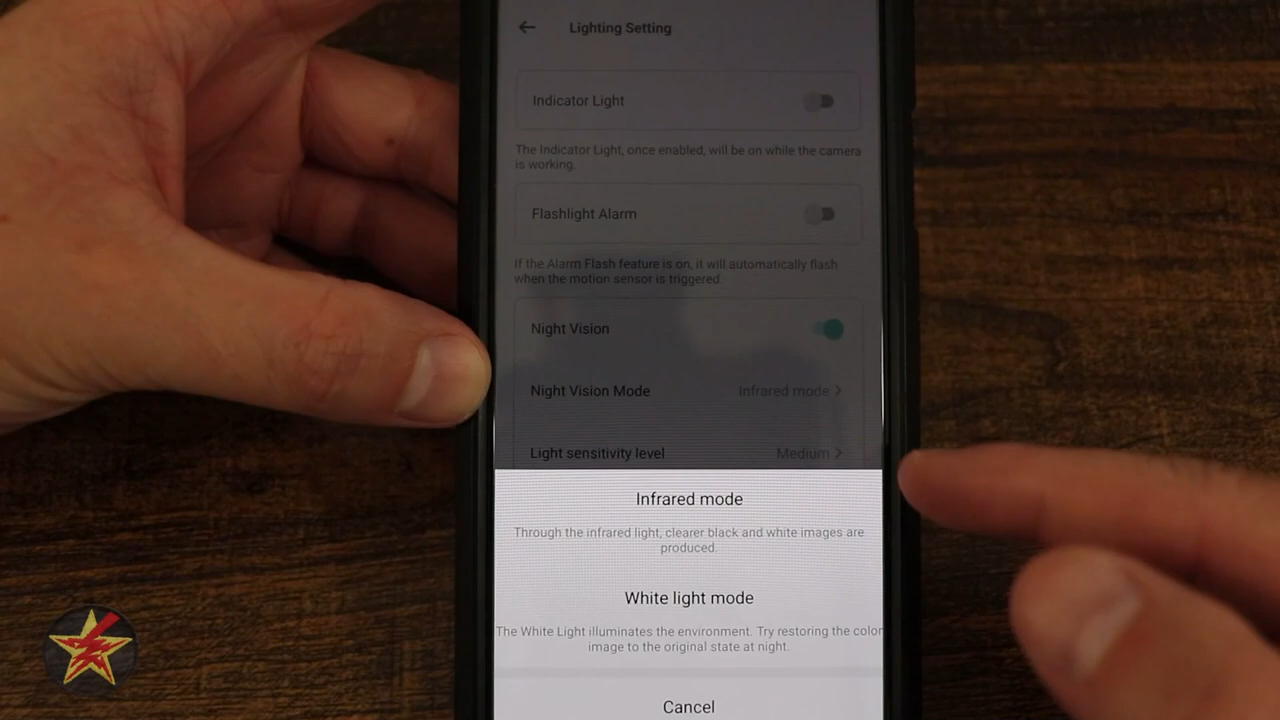 Lighting Setting
Indicator Light
The Indicator Light, once enabled, will be on while the camera
is working.
Flashlight Alarm
If the Alarm Flash feature is on, it will automatically flash
when the motion sensor is triggered.
Night Vision
Night Vision Mode Infrared mode
Light sensitivity level Medium
Infrared mode
Through the infrared light, clearer black and white images are
produced.
White light mode
The White Light illuminates the environment. Try restoring the color
image to the original state at night.
Cancel